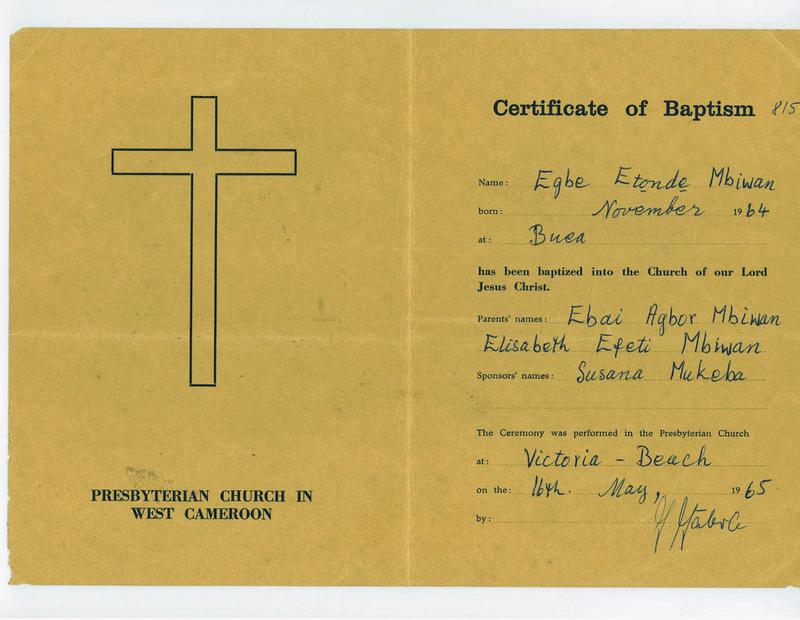 PRESBYTERIAN CHURCH IN
WEST CAMEROON
Certificate of Baptism 815
Name: Egbe Etonde Mbiwan
born: November 1964
at: Buea
has been baptized into the Church of our Lord
Jesus Christ.
Parents' names: Ebai Agbor Mbiwan
Elisabeth Efeti Mbiwan
Sponsors' names: Susana Mukeba
The Ceremony was performed in the Presbyterian Church
at: Victoria - Beach
on the: 16th. May, 1965
by: